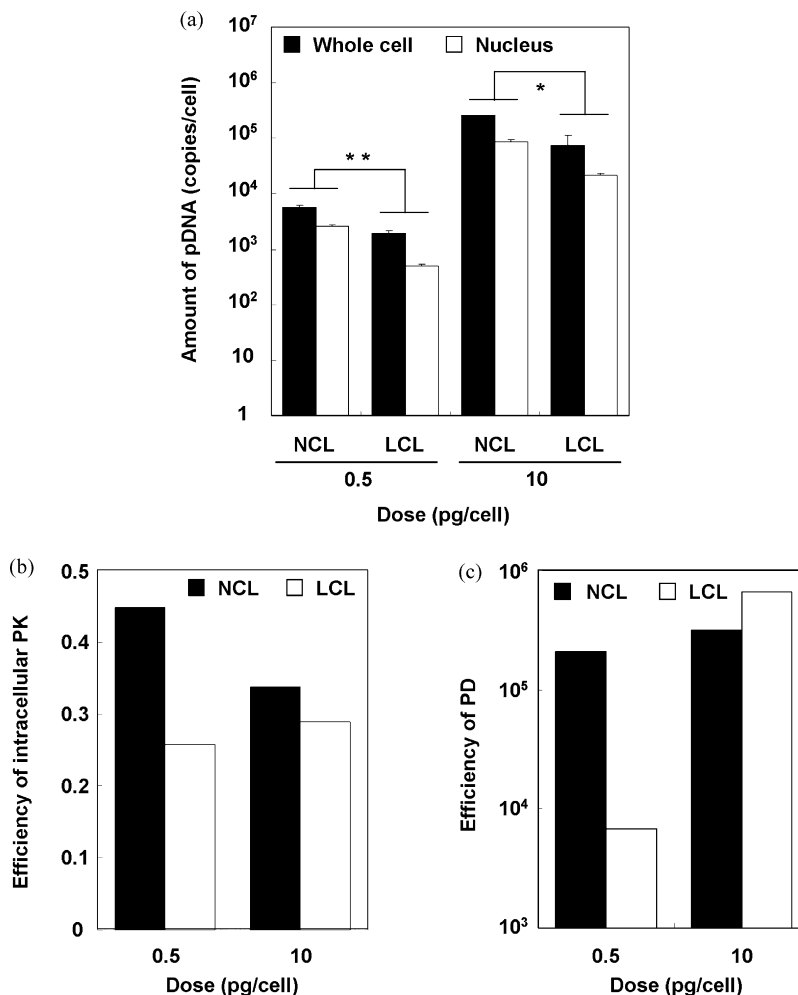 (a)
10^7
10^6
10^5
10^4
10^3
10^2
10
1
Amount of pDNA (copies/cell)
Whole cell Nucleus
* *
*
NCL LCL NCL LCL
0.5 10
Dose (pg/cell)
(b)
0.5
0.4
0.3
0.2
0.1
0
Efficiency of intracellular PK
NCL LCL
0.5 10
Dose (pg/cell)
(c)
10^6
10^5
10^4
10^3
Efficiency of PD
NCL LCL
0.5 10
Dose (pg/cell)